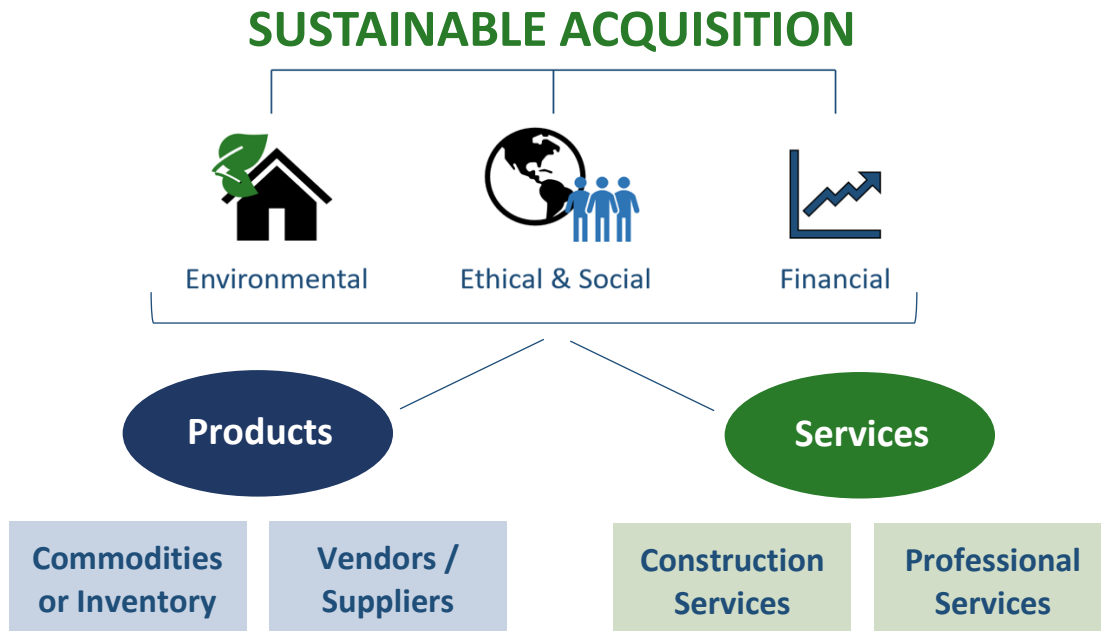 SUSTAINABLE ACQUISITION
Environmental
Ethical & Social
Financial
Products
Services
Commodities
or Inventory
Vendors /
Suppliers
Construction
Services
Professional
Services